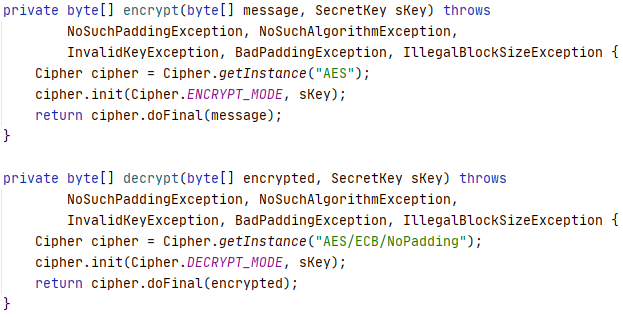 private byte[] encrypt(byte[] message, SecretKey sKey) throws
        NoSuchPaddingException, NoSuchAlgorithmException,
        InvalidKeyException, BadPaddingException, IllegalBlockSizeException {
    Cipher cipher = Cipher.getInstance("AES");
    cipher.init(Cipher.ENCRYPT_MODE, sKey);
    return cipher.doFinal(message);
}

private byte[] decrypt(byte[] encrypted, SecretKey sKey) throws
        NoSuchPaddingException, NoSuchAlgorithmException,
        InvalidKeyException, BadPaddingException, IllegalBlockSizeException {
    Cipher cipher = Cipher.getInstance("AES/ECB/NoPadding");
    cipher.init(Cipher.DECRYPT_MODE, sKey);
    return cipher.doFinal(encrypted);
}